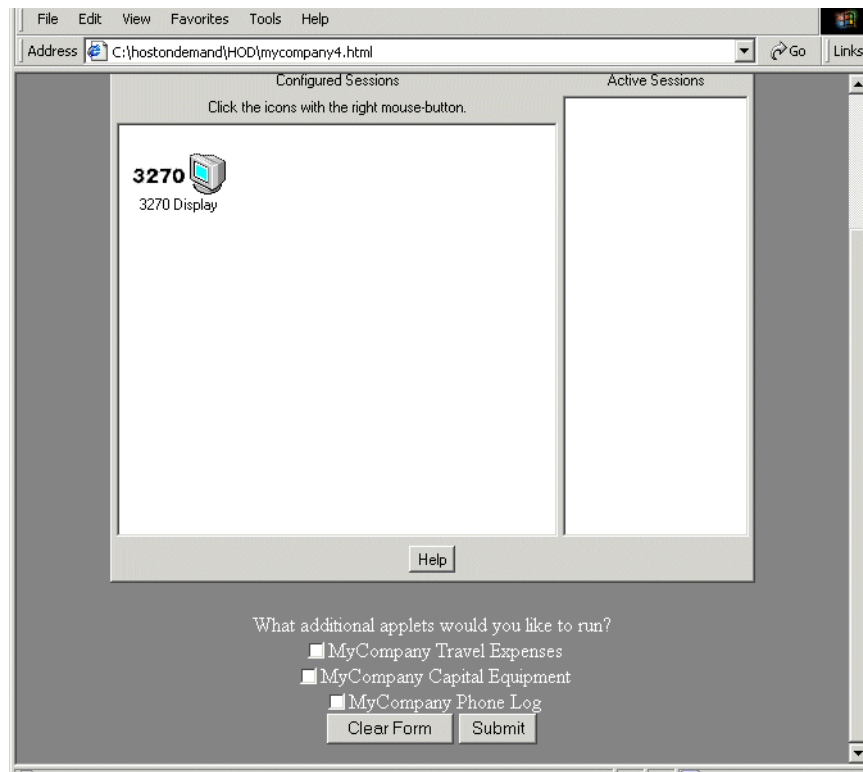 File Edit View Favorites Tools Help
Address C:\hostondemand\HOD\mycompany4.html Go Links
Configured Sessions Active Sessions
Click the icons with the right mouse-button.
3270
3270 Display
Help
What additional applets would you like to run?
MyCompany Travel Expenses
MyCompany Capital Equipment
MyCompany Phone Log
Clear Form Submit